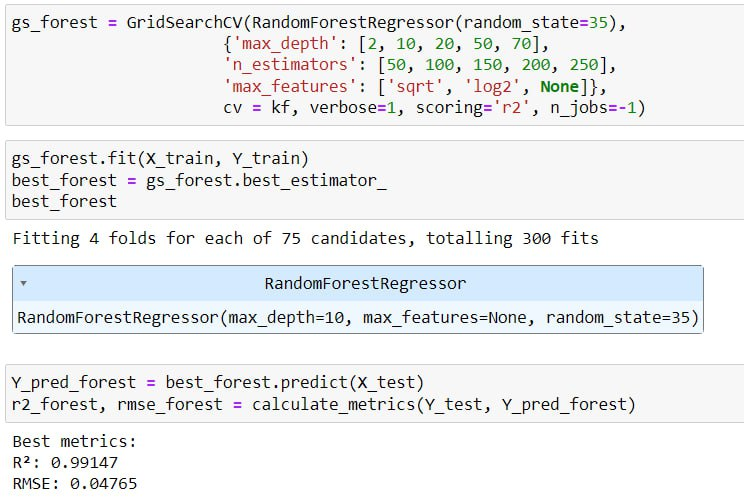 gs_forest = GridSearchCV(RandomForestRegressor(random_state=35),
{'max_depth': [2, 10, 20, 50, 70],
'n_estimators': [50, 100, 150, 200, 250],
'max_features': ['sqrt', 'log2', None]},
cv = kf, verbose=1, scoring='r2', n_jobs=-1)
gs_forest.fit(X_train, Y_train)
best_forest = gs_forest.best_estimator_
best_forest
Fitting 4 folds for each of 75 candidates, totalling 300 fits
RandomForestRegressor
RandomForestRegressor(max_depth=10, max_features=None, random_state=35)
Y_pred_forest = best_forest.predict(X_test)
r2_forest, rmse_forest = calculate_metrics(Y_test, Y_pred_forest)
Best metrics:
R²: 0.99147
RMSE: 0.04765